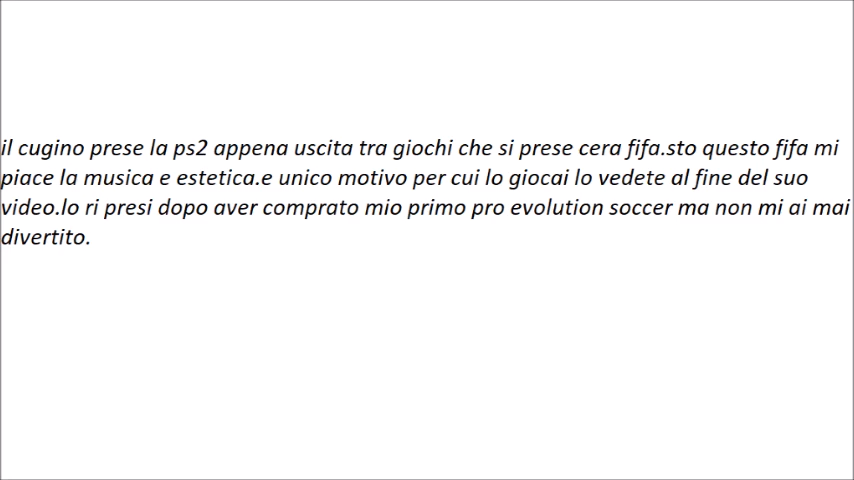 il cugino prese la ps2 appena uscita tra giochi che si prese cera fifa.sto questo fifa mi
piace la musica e estetica.e unico motivo per cui lo giocai lo vedete al fine del suo
video.lo ri presi dopo aver comprato mio primo pro evolution soccer ma non mi ai mai
divertito.